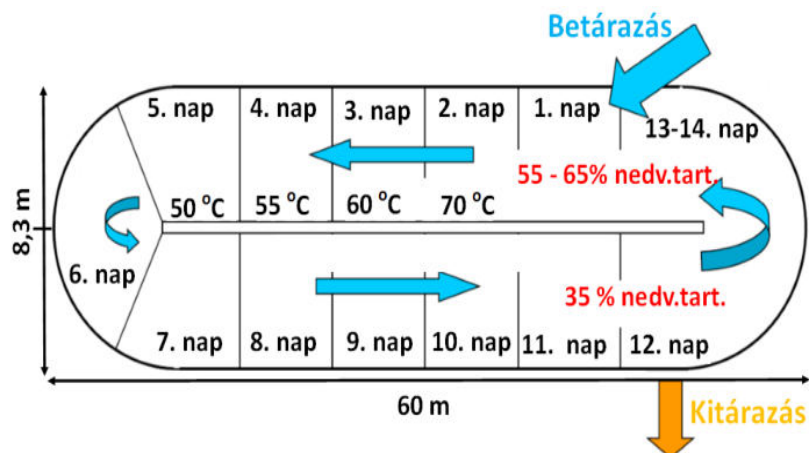 Betárazás
5. nap
4. nap
3. nap
2. nap
1. nap
13-14. nap
55 - 65% nedv.tart.
50 °C
55 °C
60 °C
70 °C
8,3 m
6. nap
35 % nedv.tart.
7. nap
8. nap
9. nap
10. nap
11. nap
12. nap
60 m
Kitárazás